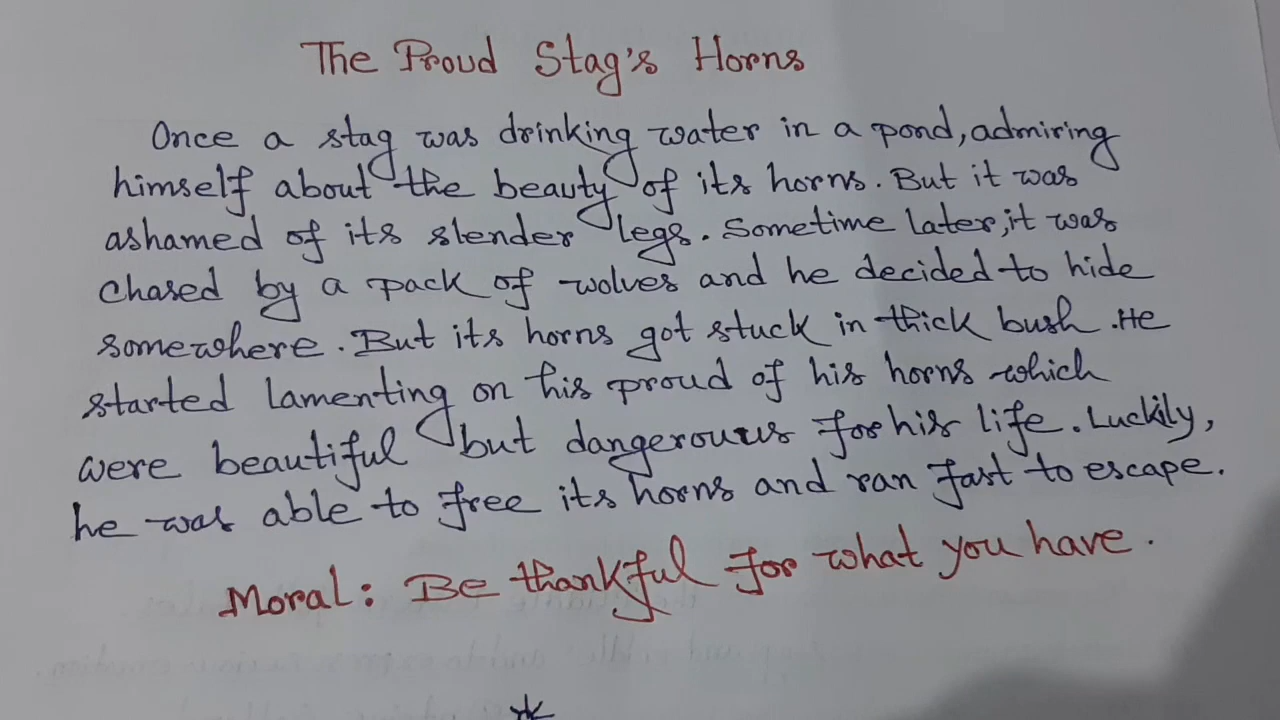 The Proud Stag's Horns
Once a stag was drinking water in a pond, admiring
himself about the beauty of its horns. But it was
ashamed of its slender legs. Sometime later, it was
chased by a pack of wolves and he decided to hide
somewhere. But its horns got stuck in thick bush. He
started lamenting on his proud of his horns which
were beautiful but dangerouus for his life. Luckily,
he was able to free its horns and ran fast to escape.
Moral: Be thankful for what you have.